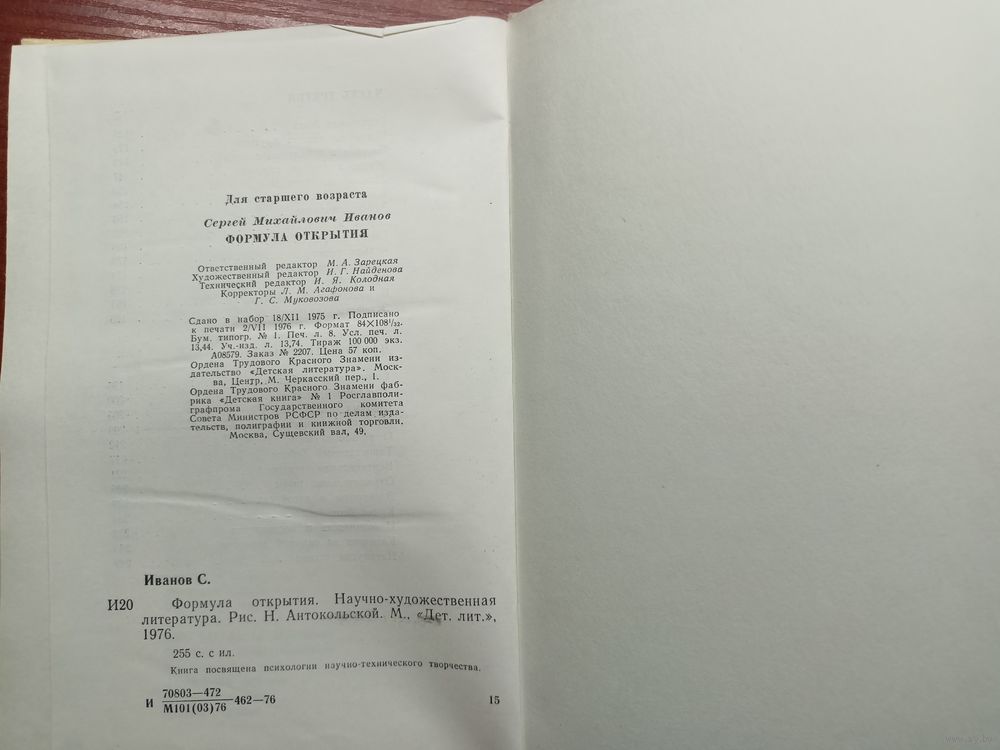 Для старшего возраста
Сергей Михайлович Иванов
ФОРМУЛА ОТКРЫТИЯ
Ответственный редактор М. А. Зарецкая
Художественный редактор И. Г. Найденова
Технический редактор И. Я. Колодная
Корректоры Л. М. Агафонова и
Г. С. Муковозова
Сдано в набор 18/XII 1975 г. Подписано
к печати 2/VII 1976 г. Формат 84×108¹/₃₂.
Бум. типогр. № 1. Печ. л. 8. Усл. печ. л.
13,44. Уч.-изд. л. 13,74. Тираж 100 000 экз.
А08579. Заказ № 2207. Цена 57 коп.
Ордена Трудового Красного Знамени из-
дательство «Детская литература». Моск-
ва, Центр, М. Черкасский пер., 1.
Ордена Трудового Красного Знамени фаб-
рика «Детская книга» № 1 Росглавполи-
графпрома Государственного комитета
Совета Министров РСФСР по делам изда-
тельств, полиграфии и книжной торговли.
Москва, Сущевский вал, 49.
Иванов С.
И20 Формула открытия. Научно-художественная
литература. Рис. Н. Антокольской. М., «Дет. лит.»,
1976.
255 с. с ил.
Книга посвящена психологии научно-технического творчества.
И 70803—472
М101(03)76 462—76
15